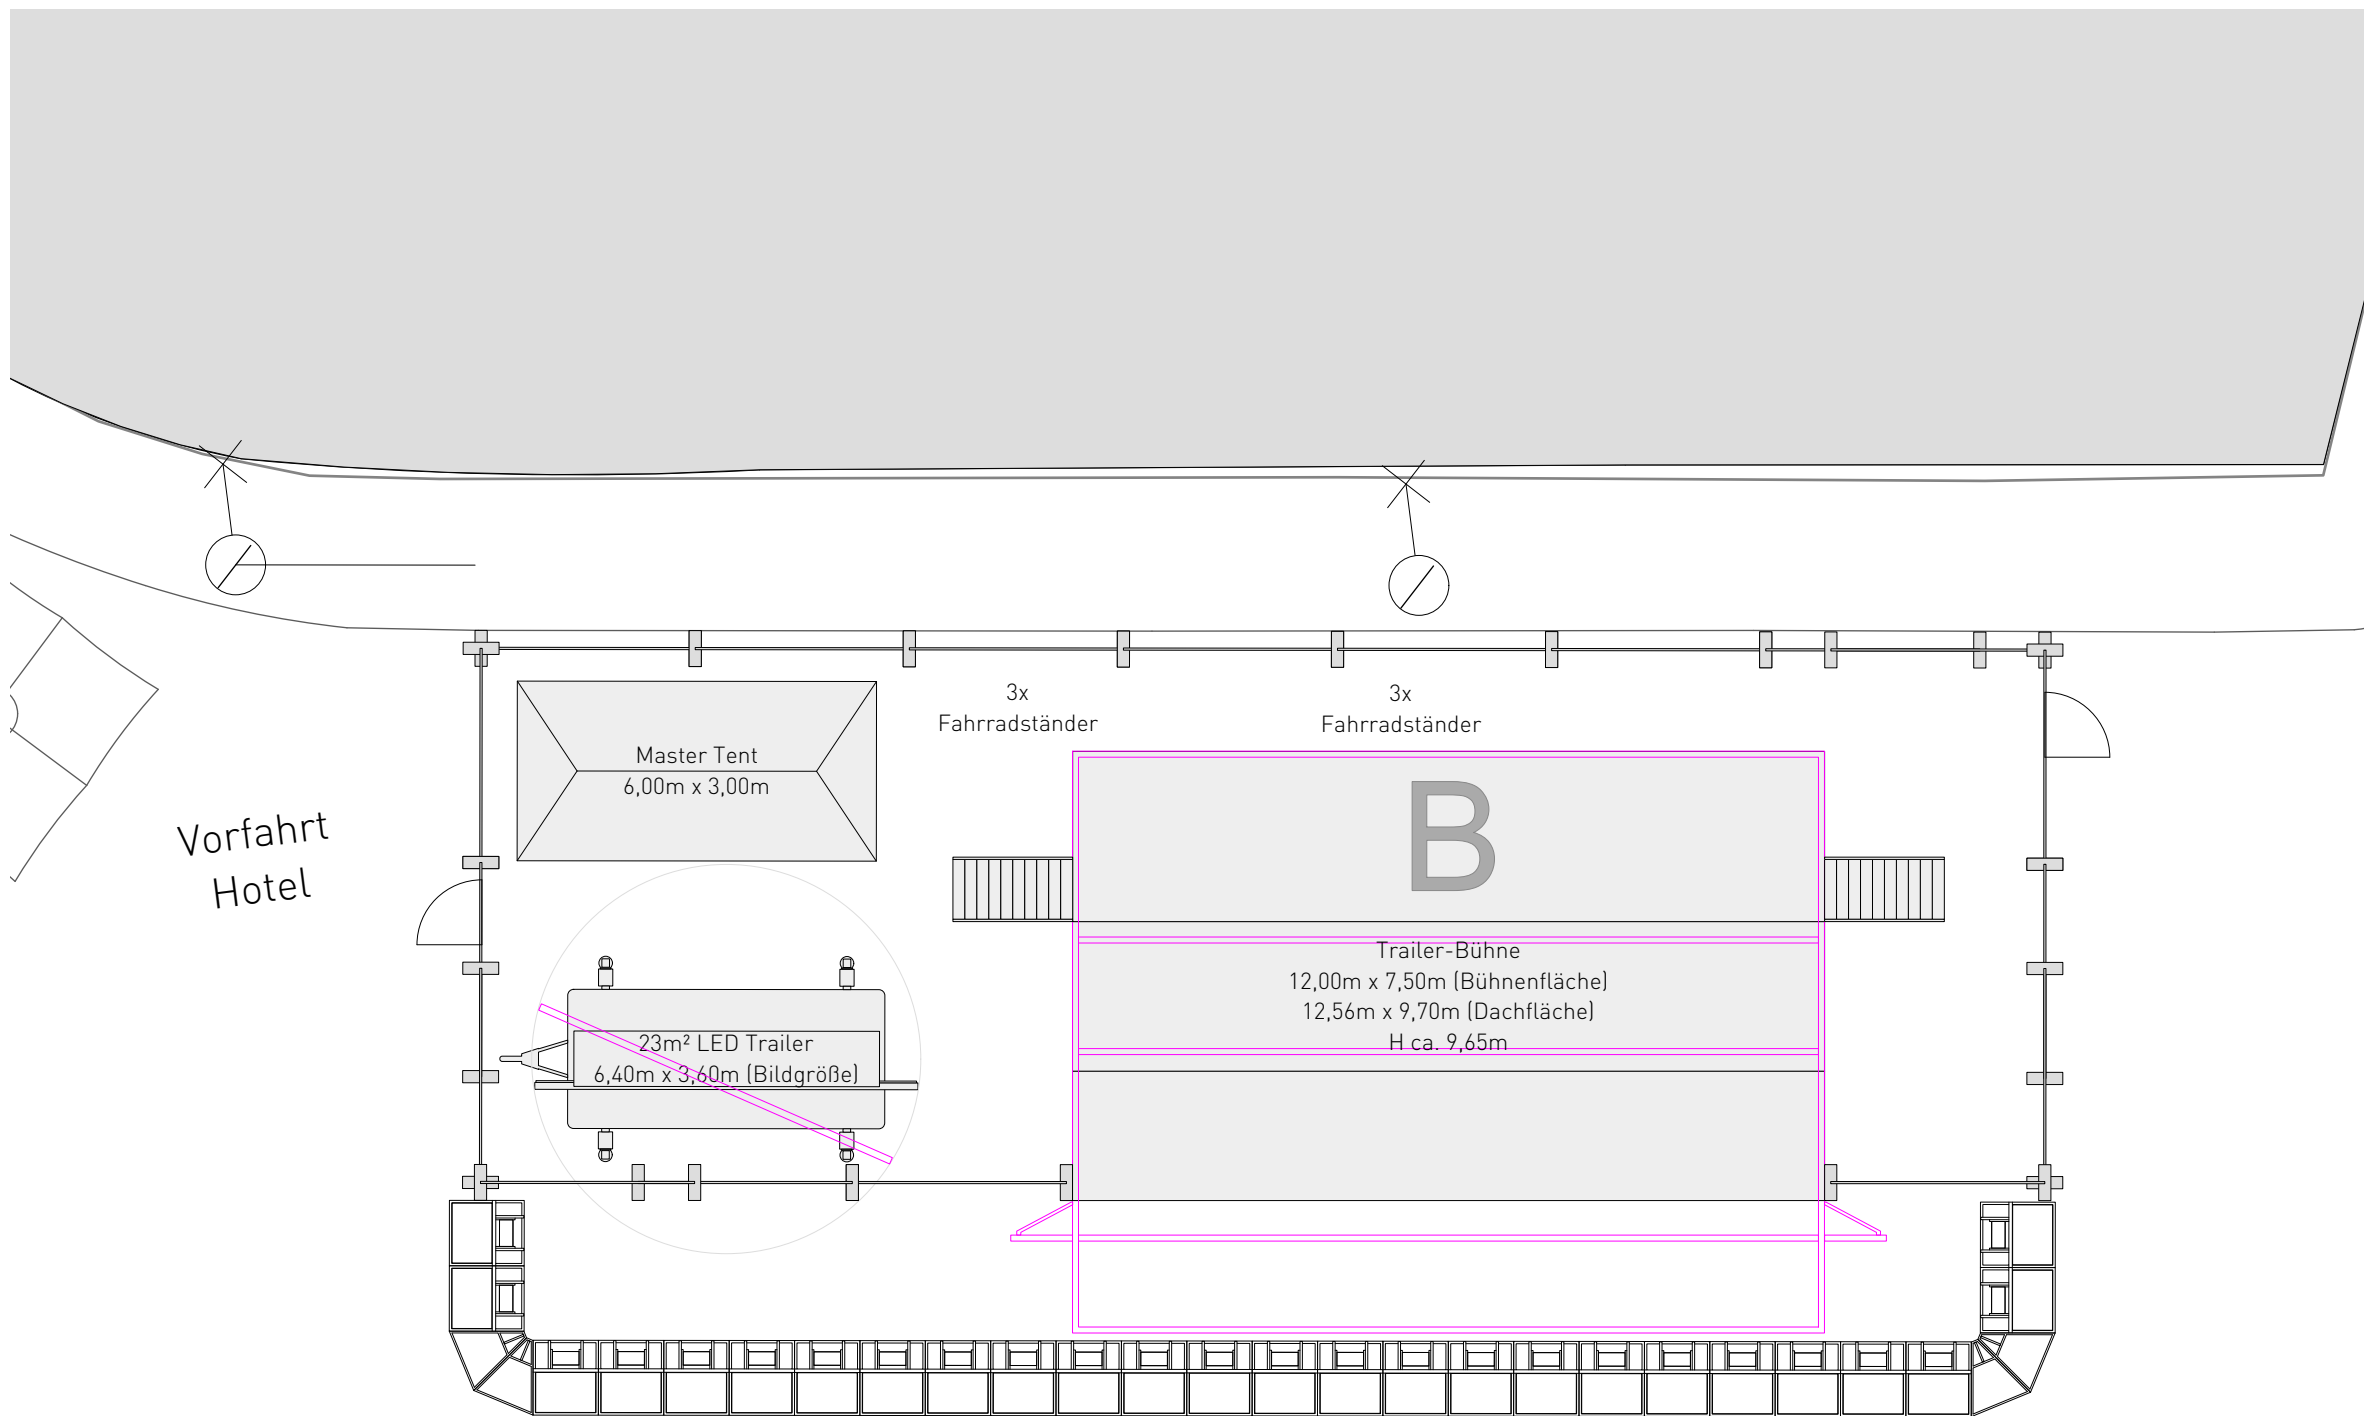 3x
Fahrradständer
3x
Fahrradständer
Master Tent
6,00m x 3,00m
B
Vorfahrt
Hotel
Trailer-Bühne
12,00m x 7,50m (Bühnenfläche)
12,56m x 9,70m (Dachfläche)
H ca. 9,65m
23m² LED Trailer
6,40m x 3,60m (Bildgröße)